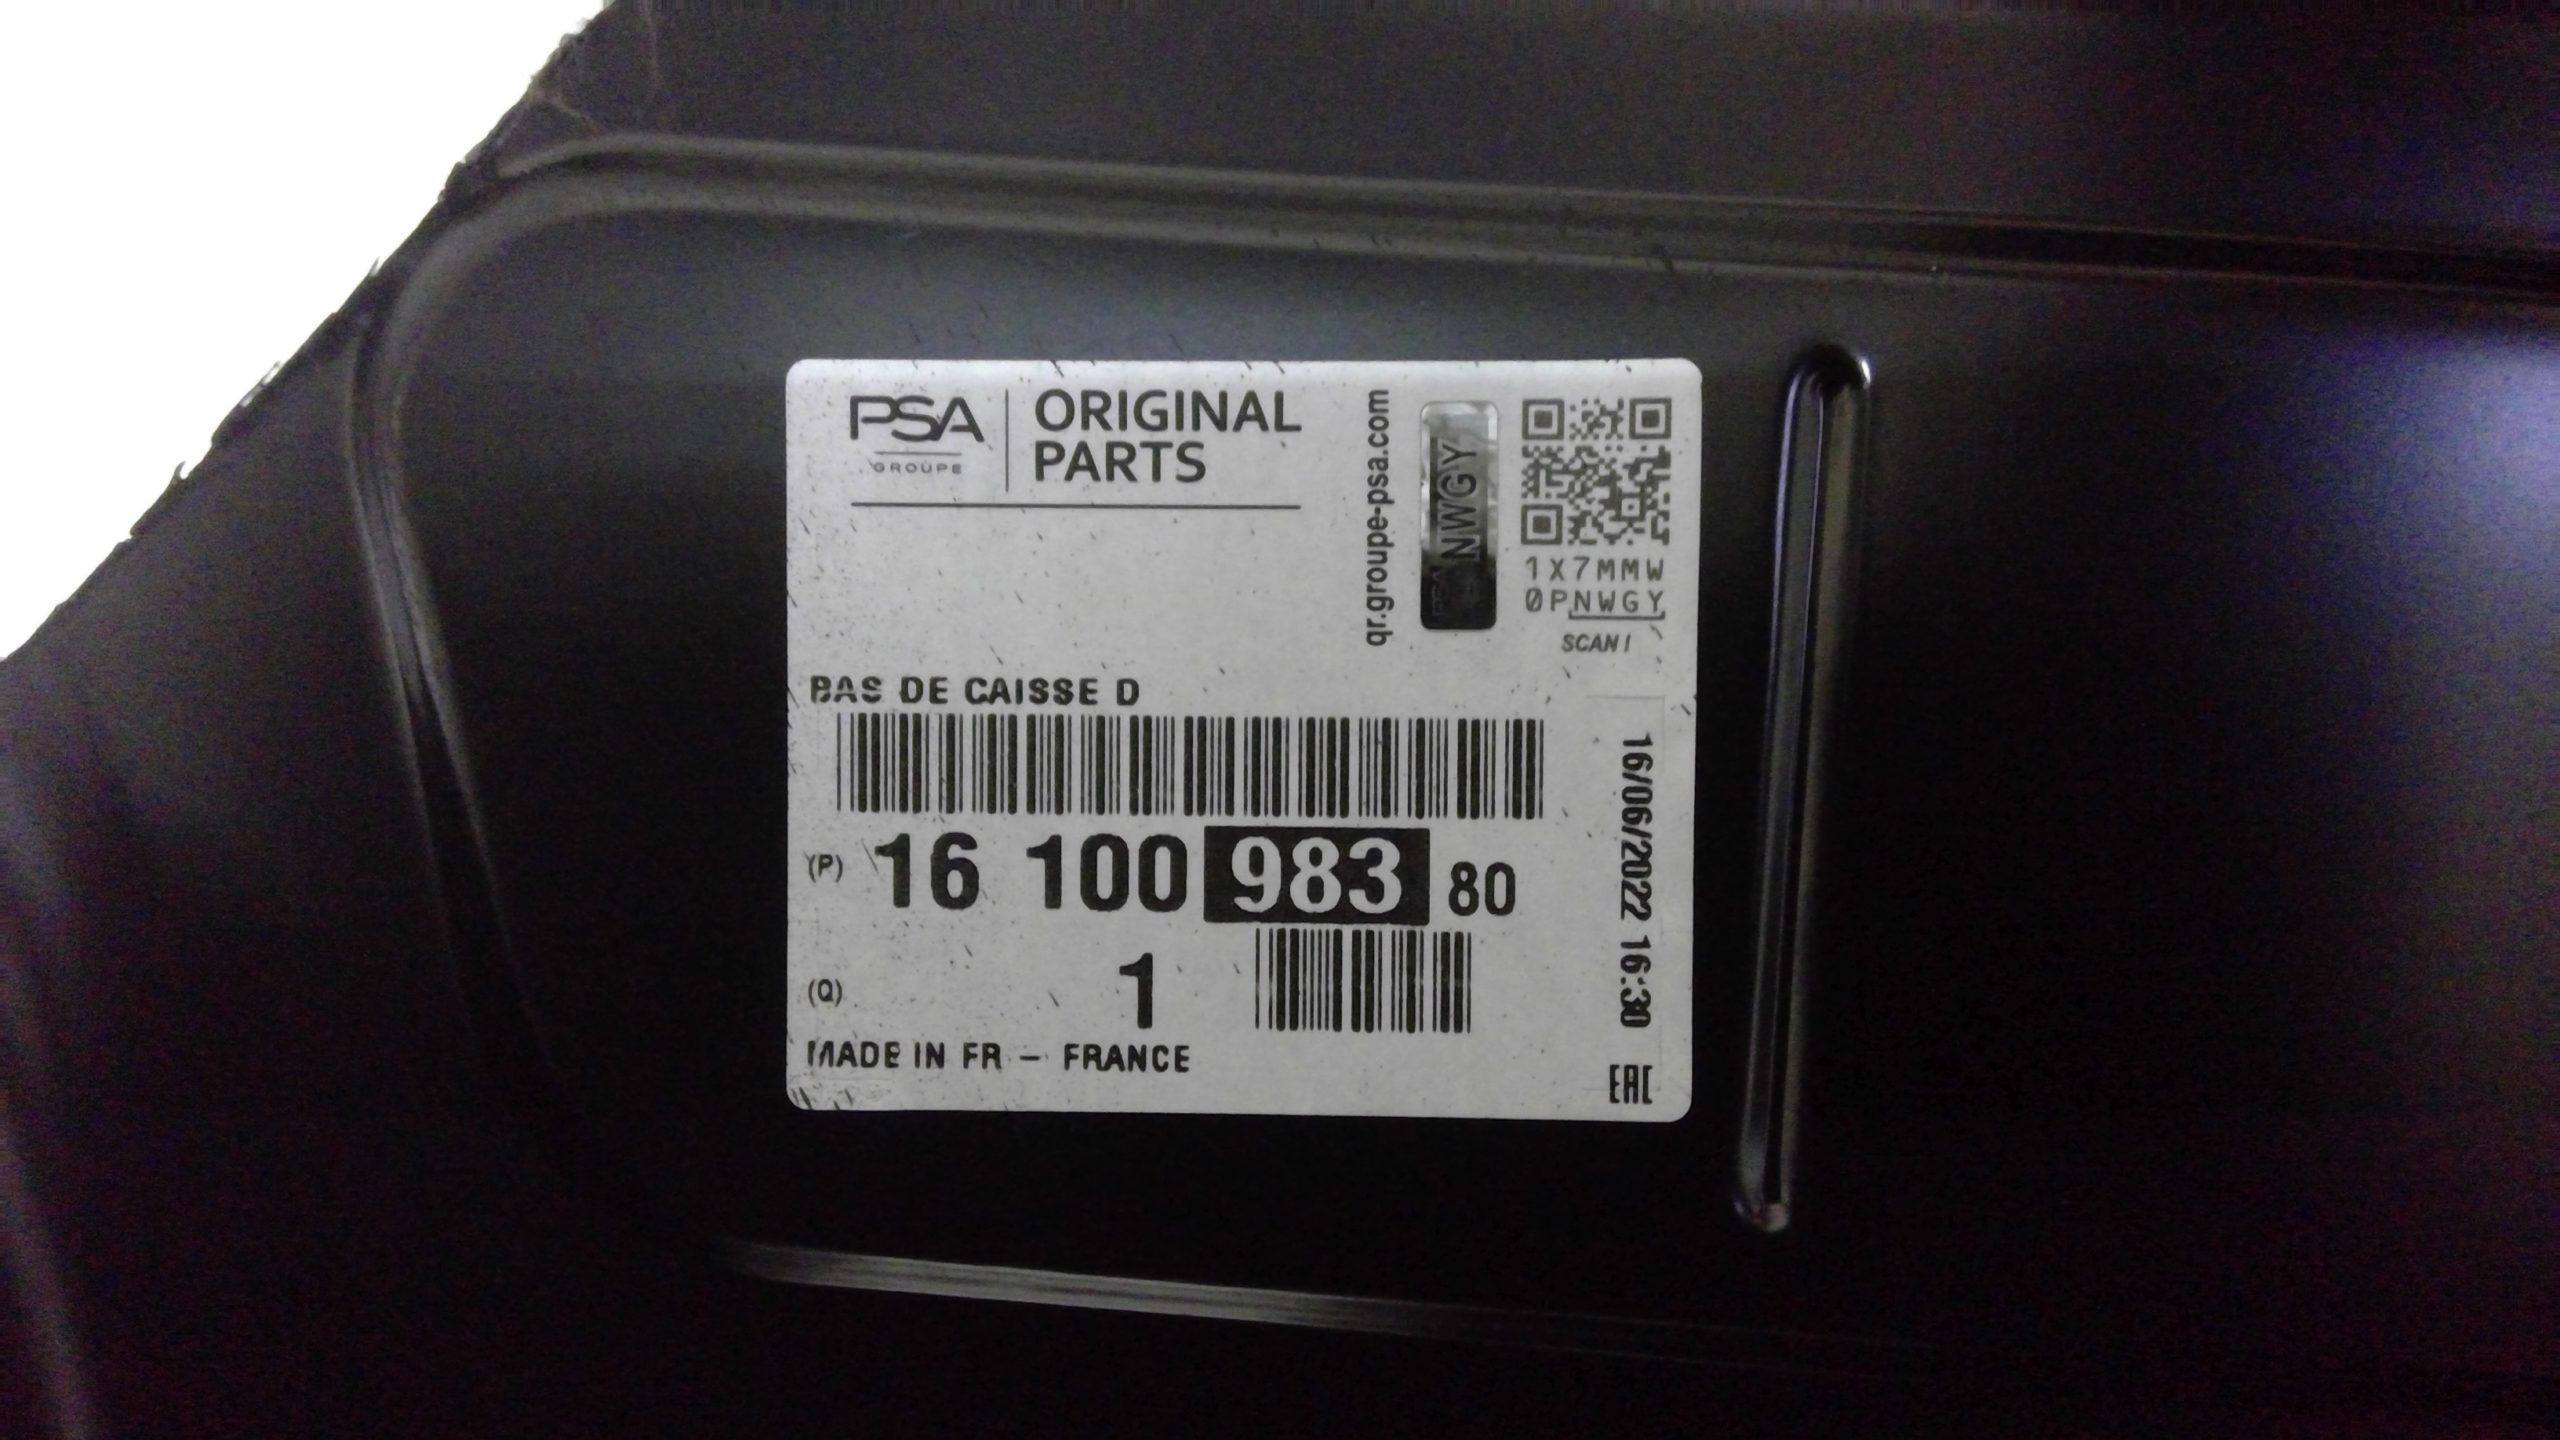 PSA
GROUPE
ORIGINAL
PARTS
qr.groupe-psa.com
NWGY
1X7MMW
0PNWGY
SCAN!
BAS DE CAISSE D
(P) 16 100 983 80
(Q) 1
MADE IN FR - FRANCE
16/06/2022 16:30
EAC